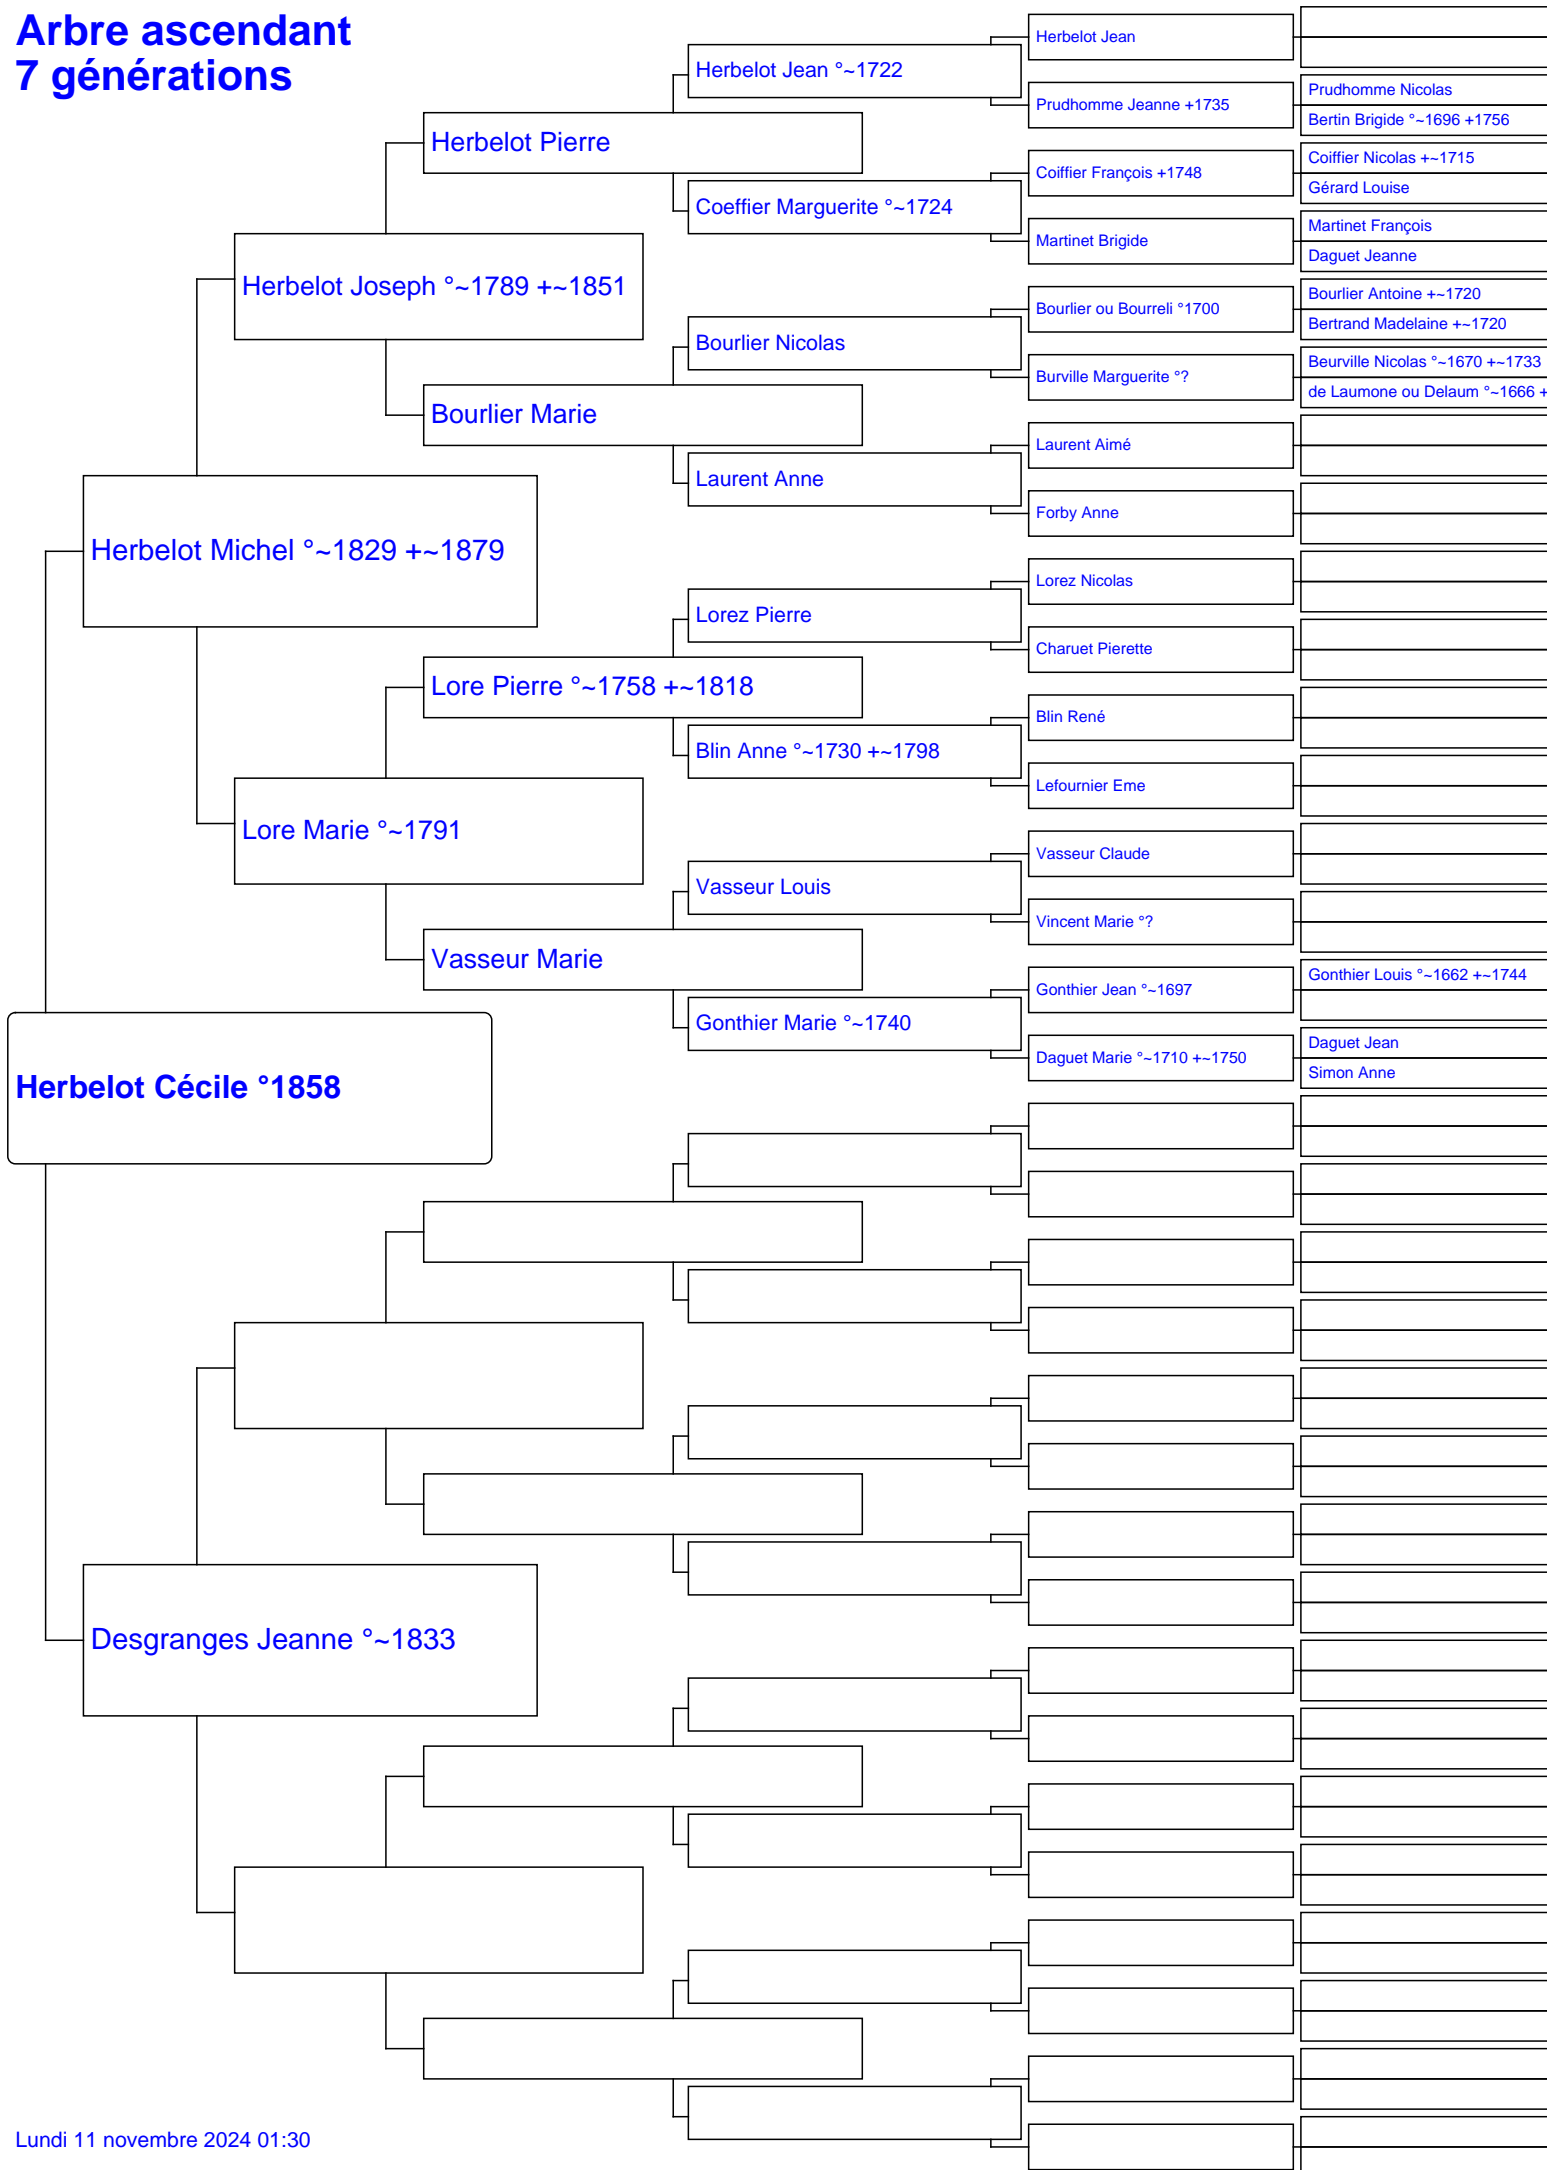 Arbre ascendant
7 générations
Herbelot Cécile °1858
Herbelot Michel °~1829 +~1879
Desgranges Jeanne °~1833
Herbelot Joseph °~1789 +~1851
Lore Marie °~1791
Herbelot Pierre
Bourlier Marie
Lore Pierre °~1758 +~1818
Vasseur Marie
Herbelot Jean °~1722
Coeffier Marguerite °~1724
Bourlier Nicolas
Laurent Anne
Lorez Pierre
Blin Anne °~1730 +~1798
Vasseur Louis
Gonthier Marie °~1740
Herbelot Jean
Prudhomme Jeanne +1735
Coiffier François +1748
Martinet Brigide
Bourlier ou Bourreli °1700
Burville Marguerite °?
Laurent Aimé
Forby Anne
Lorez Nicolas
Charuet Pierette
Blin René
Lefournier Eme
Vasseur Claude
Vincent Marie °?
Gonthier Jean °~1697
Daguet Marie °~1710 +~1750
Prudhomme Nicolas
Bertin Brigide °~1696 +1756
Coiffier Nicolas +~1715
Gérard Louise
Martinet François
Daguet Jeanne
Bourlier Antoine +~1720
Bertrand Madelaine +~1720
Beurville Nicolas °~1670 +~1733
de Laumone ou Delaum °~1666 +
Gonthier Louis °~1662 +~1744
Daguet Jean
Simon Anne
Lundi 11 novembre 2024 01:30